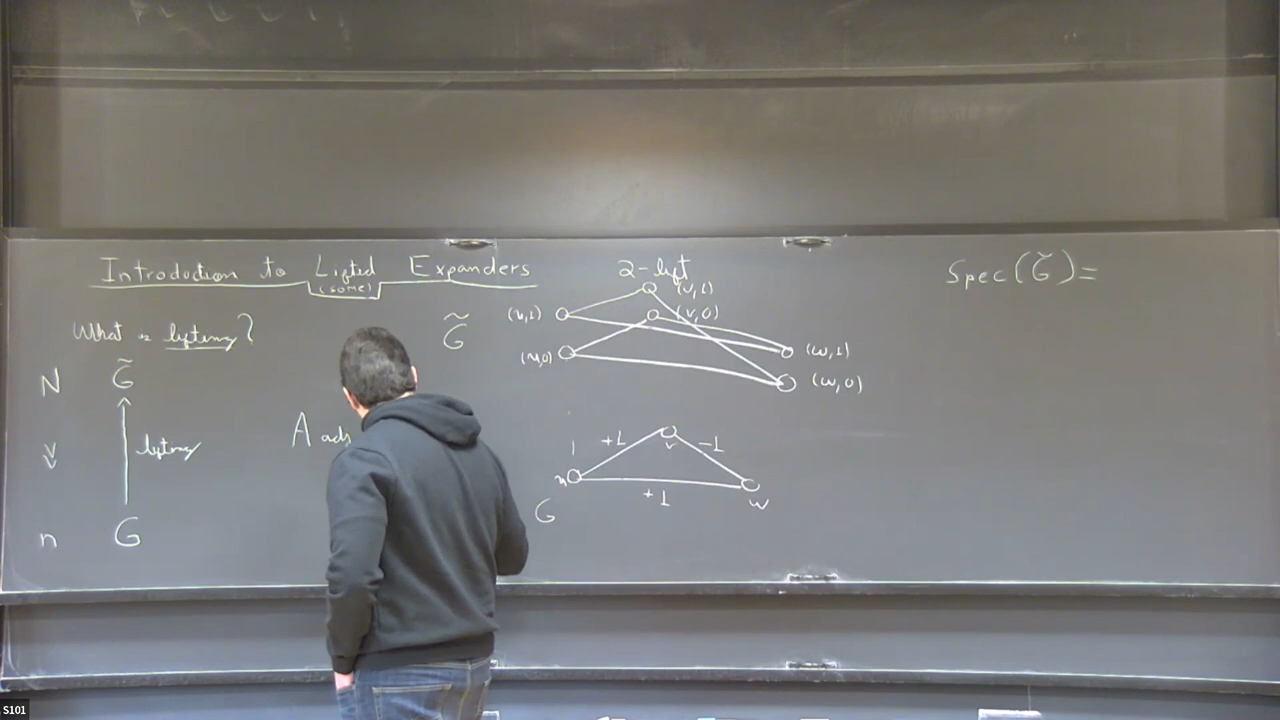 Introduction to Lifted Expanders
(some)
What is lifting?
N G̃
∨ lifting
n G
A adj
G̃
2-lift
(v,1)
(u,1) (v,0)
(u,0) (w,1)
(w,0)
+1 v -1
u
+1 w
G
Spec(G̃)=
S101